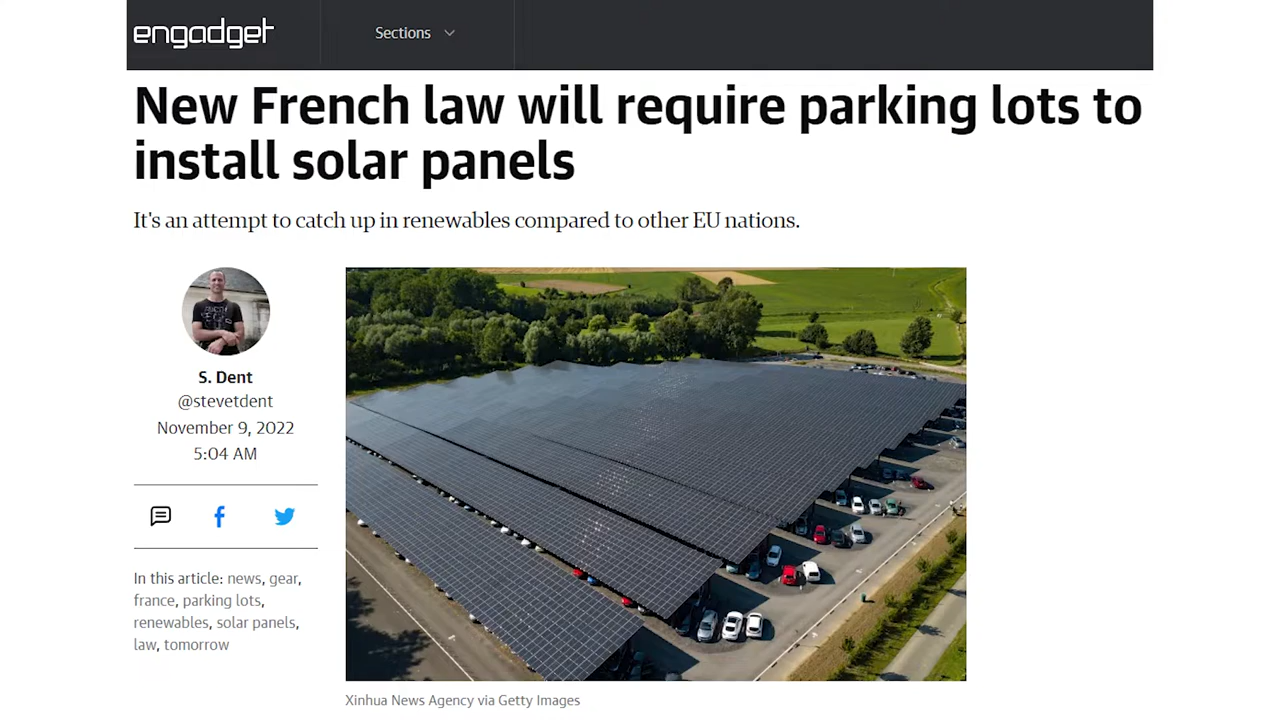 engadget
Sections
New French law will require parking lots to
install solar panels
It's an attempt to catch up in renewables compared to other EU nations.
S. Dent
@stevetdent
November 9, 2022
5:04 AM
In this article: news, gear,
france, parking lots,
renewables, solar panels,
law, tomorrow
Xinhua News Agency via Getty Images